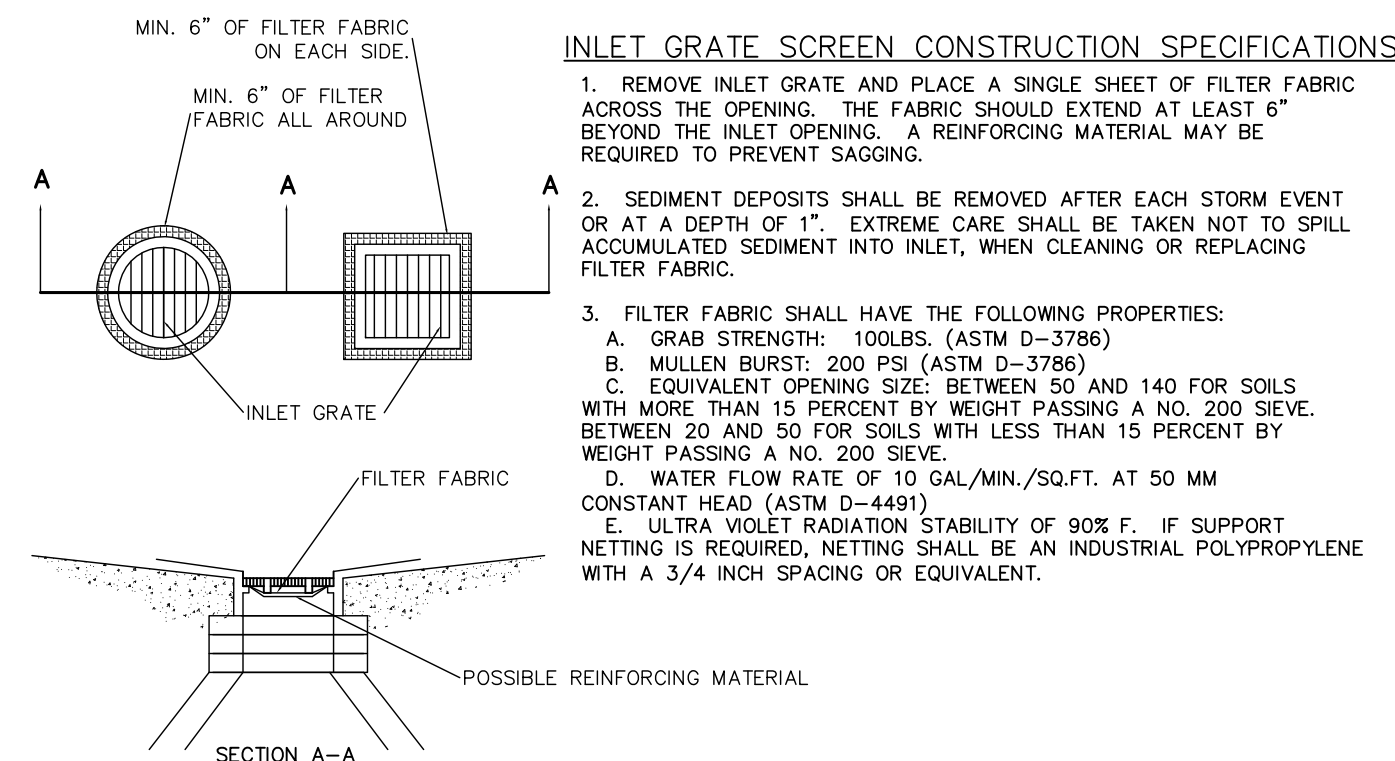 MIN. 6” OF FILTER FABRIC
ON EACH SIDE.
MIN. 6” OF FILTER
FABRIC ALL AROUND
A
A
A
INLET GRATE
FILTER FABRIC
POSSIBLE REINFORCING MATERIAL
SECTION A–A
INLET GRATE SCREEN CONSTRUCTION SPECIFICATIONS
1. REMOVE INLET GRATE AND PLACE A SINGLE SHEET OF FILTER FABRIC
ACROSS THE OPENING. THE FABRIC SHOULD EXTEND AT LEAST 6”
BEYOND THE INLET OPENING. A REINFORCING MATERIAL MAY BE
REQUIRED TO PREVENT SAGGING.
2. SEDIMENT DEPOSITS SHALL BE REMOVED AFTER EACH STORM EVENT
OR AT A DEPTH OF 1”. EXTREME CARE SHALL BE TAKEN NOT TO SPILL
ACCUMULATED SEDIMENT INTO INLET, WHEN CLEANING OR REPLACING
FILTER FABRIC.
3. FILTER FABRIC SHALL HAVE THE FOLLOWING PROPERTIES:
A. GRAB STRENGTH: 100LBS. (ASTM D–3786)
B. MULLEN BURST: 200 PSI (ASTM D–3786)
C. EQUIVALENT OPENING SIZE: BETWEEN 50 AND 140 FOR SOILS
WITH MORE THAN 15 PERCENT BY WEIGHT PASSING A NO. 200 SIEVE.
BETWEEN 20 AND 50 FOR SOILS WITH LESS THAN 15 PERCENT BY
WEIGHT PASSING A NO. 200 SIEVE.
D. WATER FLOW RATE OF 10 GAL/MIN./SQ.FT. AT 50 MM
CONSTANT HEAD (ASTM D–4491)
E. ULTRA VIOLET RADIATION STABILITY OF 90% F. IF SUPPORT
NETTING IS REQUIRED, NETTING SHALL BE AN INDUSTRIAL POLYPROPYLENE
WITH A 3/4 INCH SPACING OR EQUIVALENT.